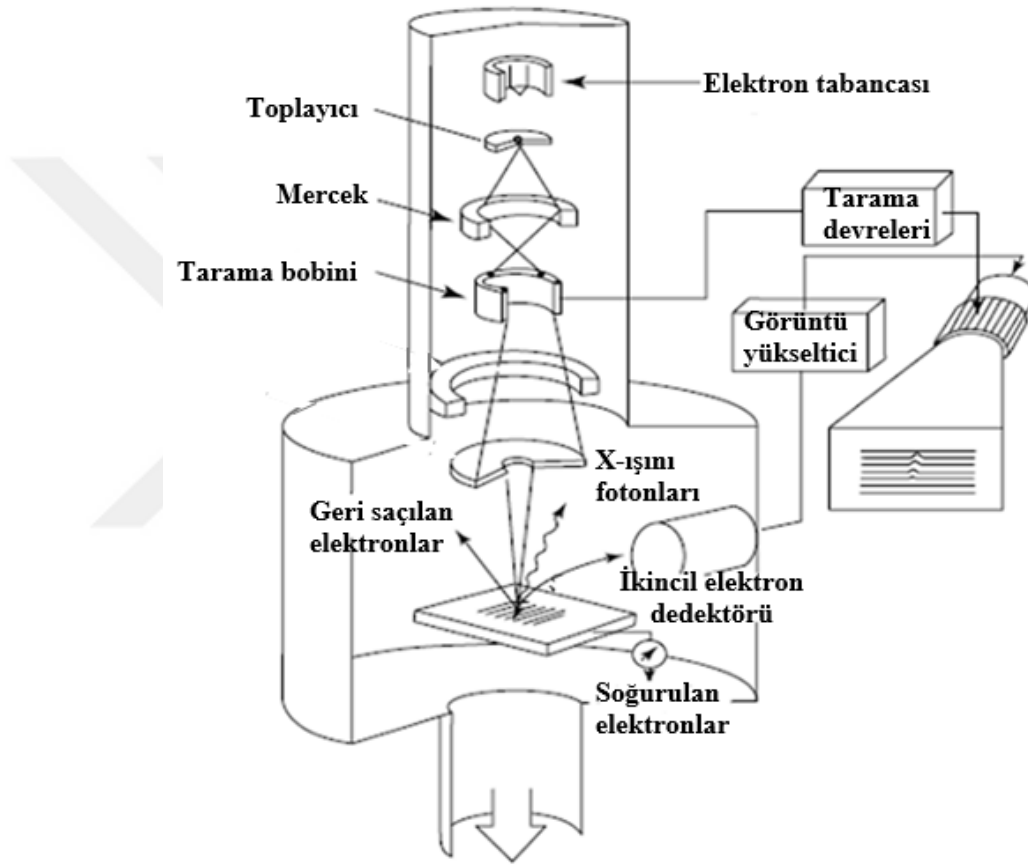 Elektron tabancası
Toplayıcı
Mercek
Tarama
devreleri
Tarama bobini
Görüntü
yükseltici
X-ışını
fotonları
Geri saçılan
elektronlar
İkincil elektron
dedektörü
Soğurulan
elektronlar